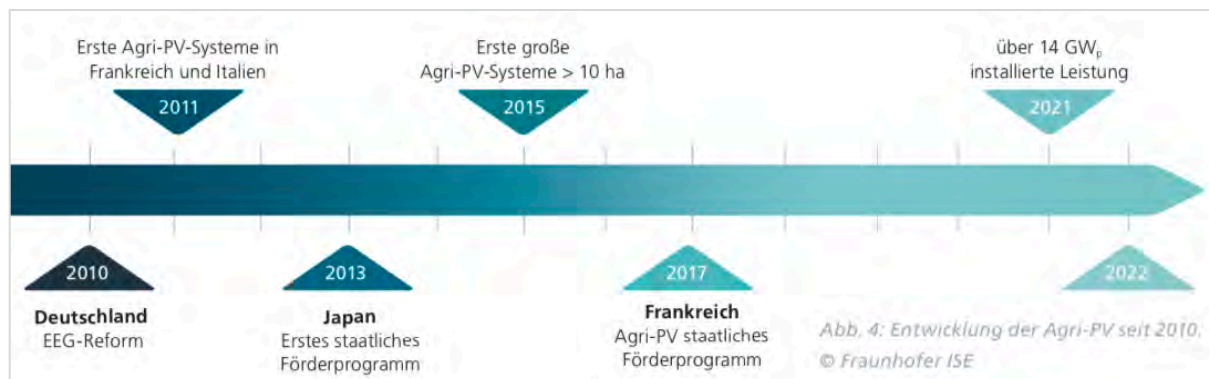 Erste Agri-PV-Systeme in
Frankreich und Italien
2011
Erste große
Agri-PV-Systeme > 10 ha
2015
über 14 GWₚ
installierte Leistung
2021
2010
Deutschland
EEG-Reform
2013
Japan
Erstes staatliches
Förderprogramm
2017
Frankreich
Agri-PV staatliches
Förderprogramm
2022
Abb. 4: Entwicklung der Agri-PV seit 2010.
© Fraunhofer ISE